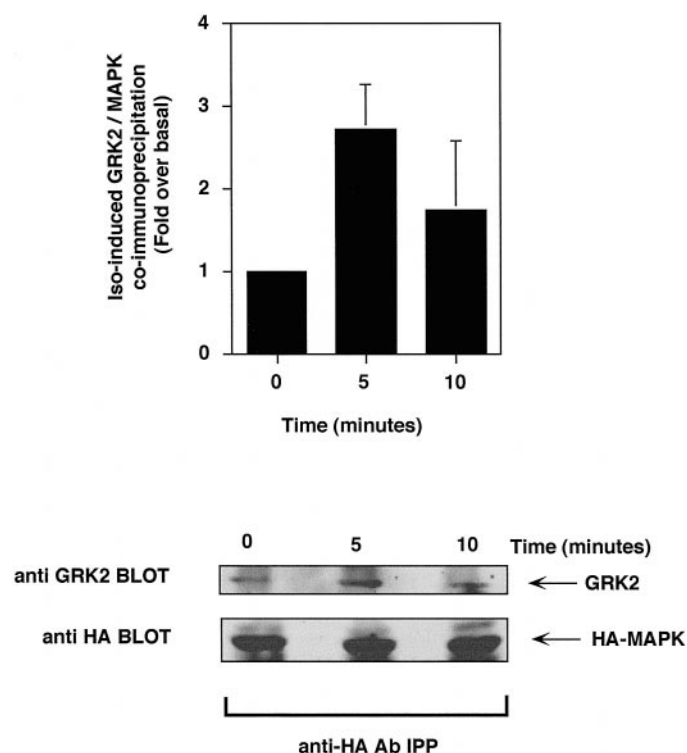 Iso-induced GRK2 / MAPK
co-immunoprecipitation
(Fold over basal)
4
3
2
1
0
0 5 10
Time (minutes)
0 5 10 Time (minutes)
anti GRK2 BLOT GRK2
anti HA BLOT HA-MAPK
anti-HA Ab IPP